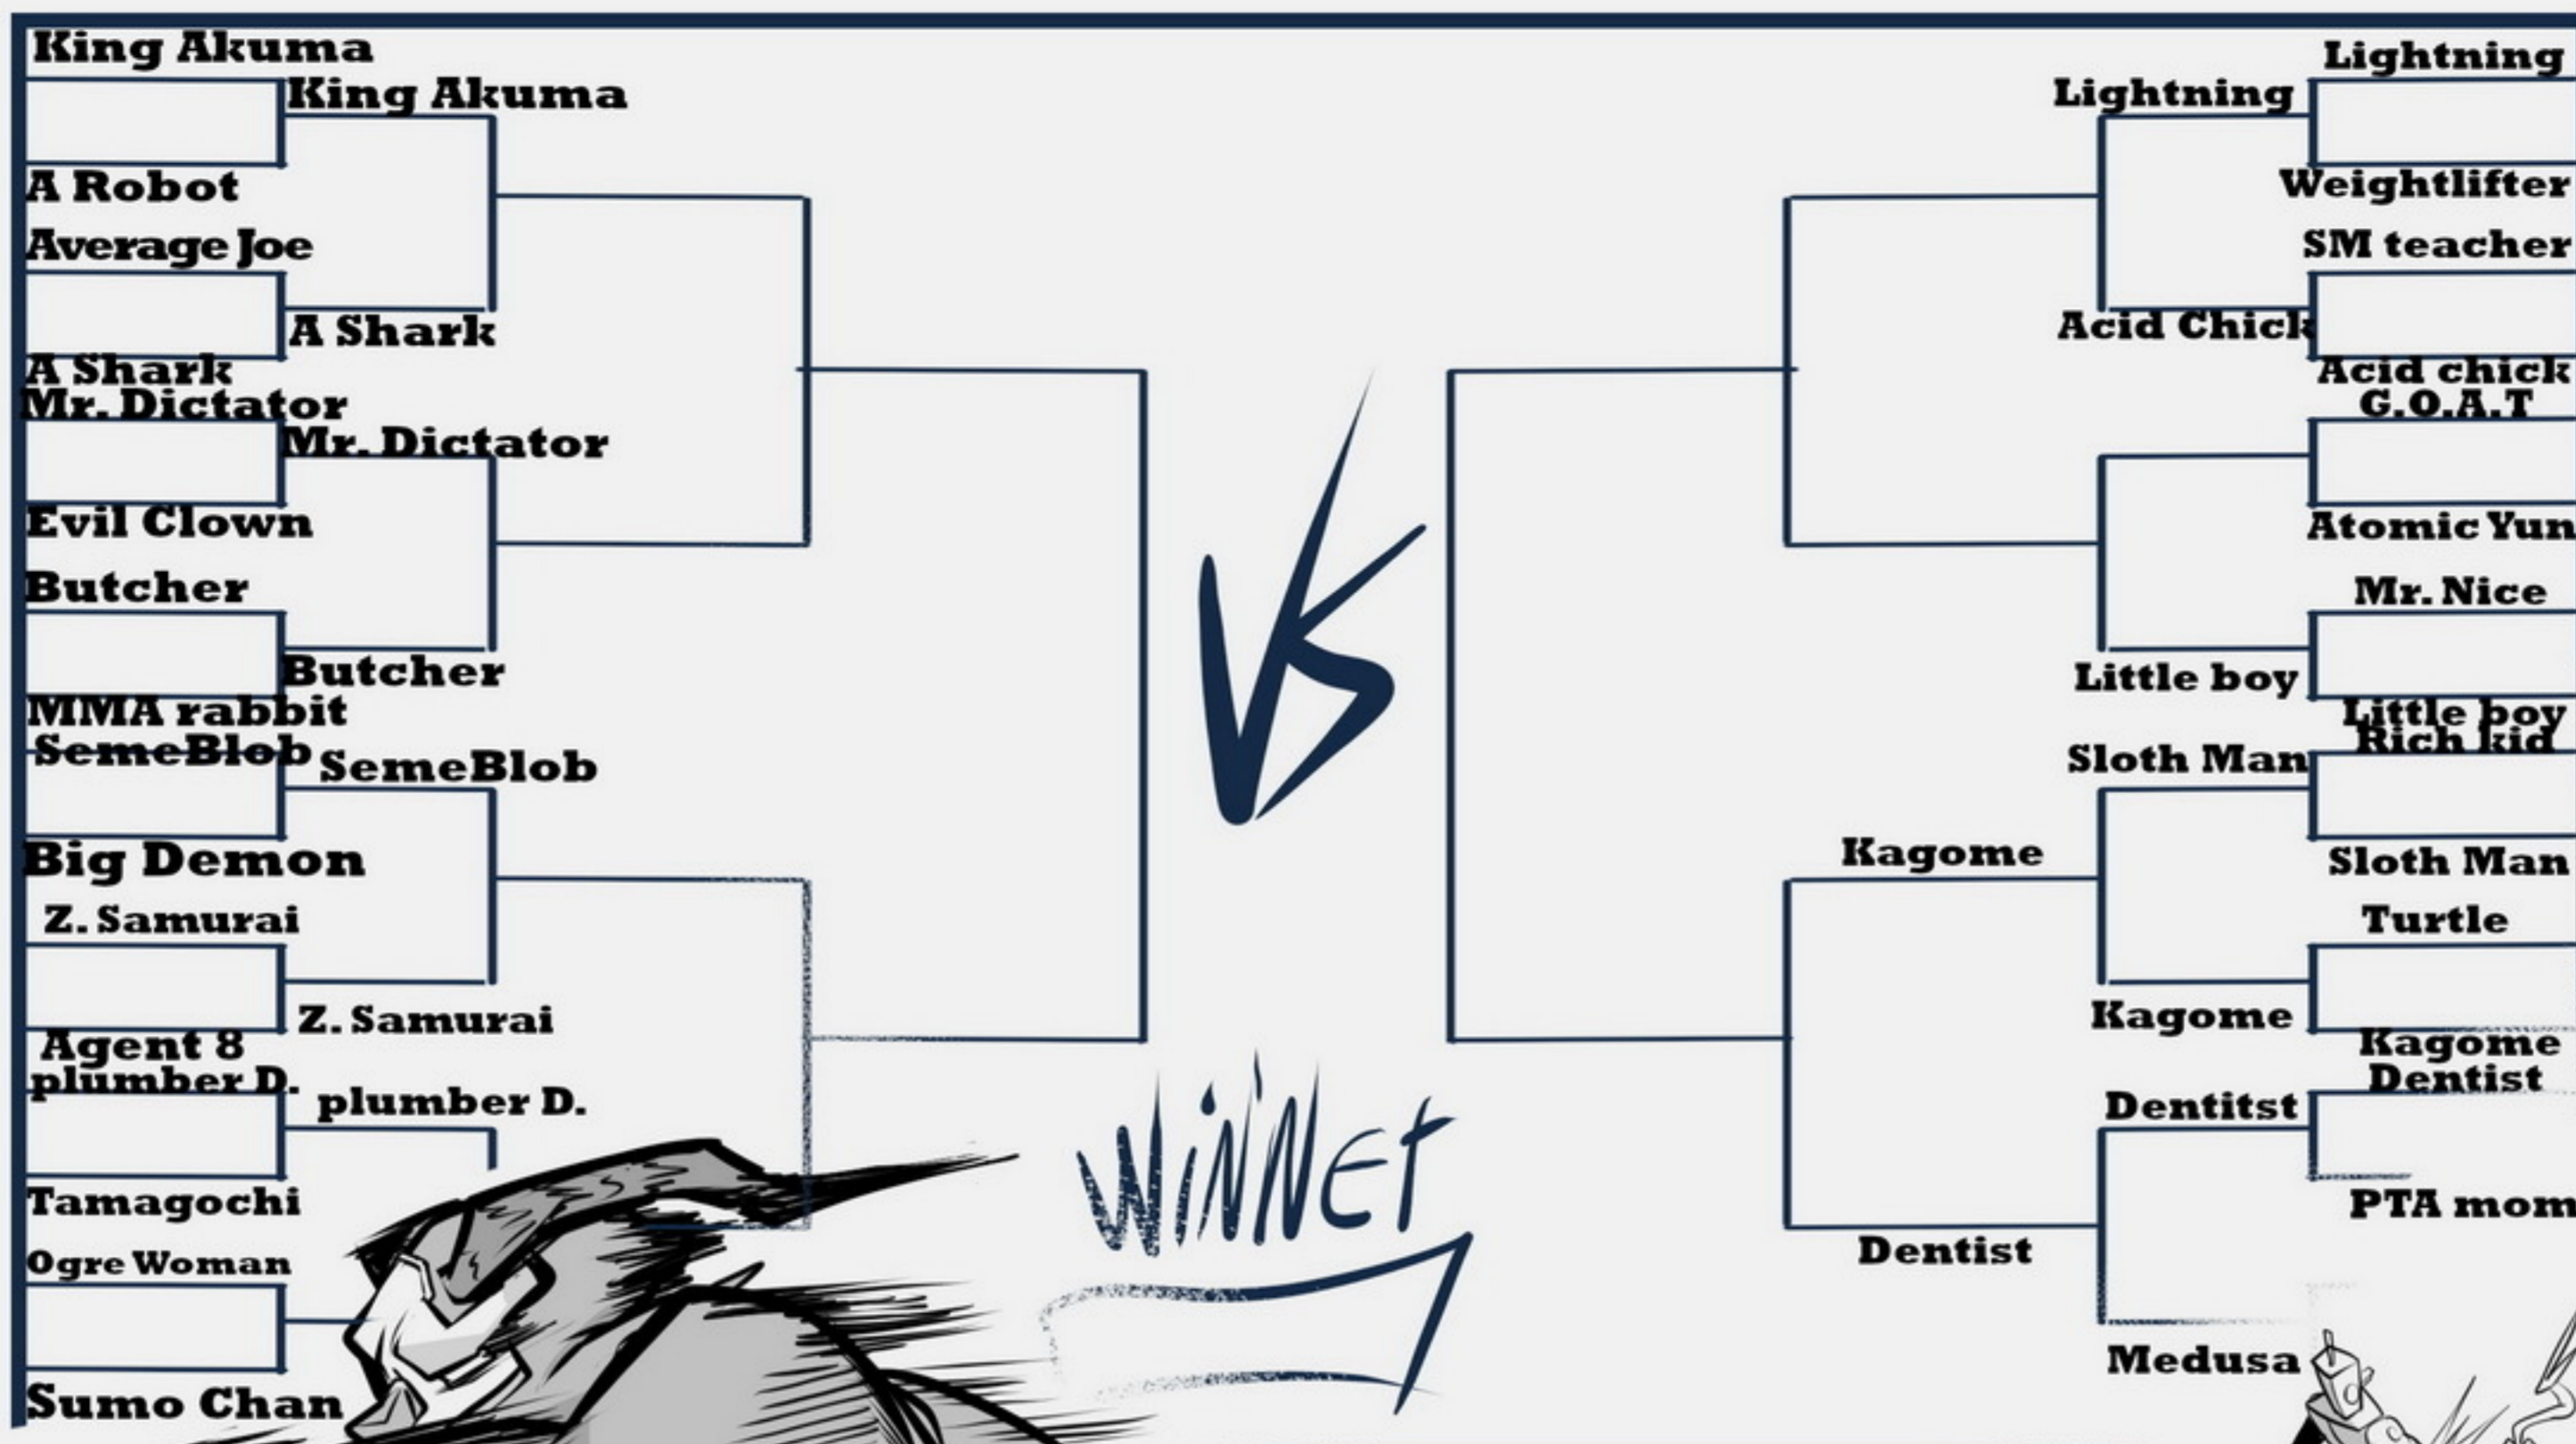 King Akuma
King Akuma
A Robot
Average Joe
A Shark
A Shark
Mr. Dictator
Mr. Dictator
Evil Clown
Butcher
Butcher
MMA rabbit
SemeBlob
SemeBlob
Big Demon
Z. Samurai
Z. Samurai
Agent 8
plumber D.
plumber D.
Tamagochi
Ogre Woman
Sumo Chan
VS
WiNNEr
Lightning
Lightning
Weightlifter
SM teacher
Acid Chick
Acid chick
G.O.A.T
Atomic Yun
Mr. Nice
Little boy
Little boy
Rich kid
Sloth Man
Sloth Man
Turtle
Kagome
Kagome
Kagome
Dentist
Dentitst
PTA mom
Dentist
Medusa